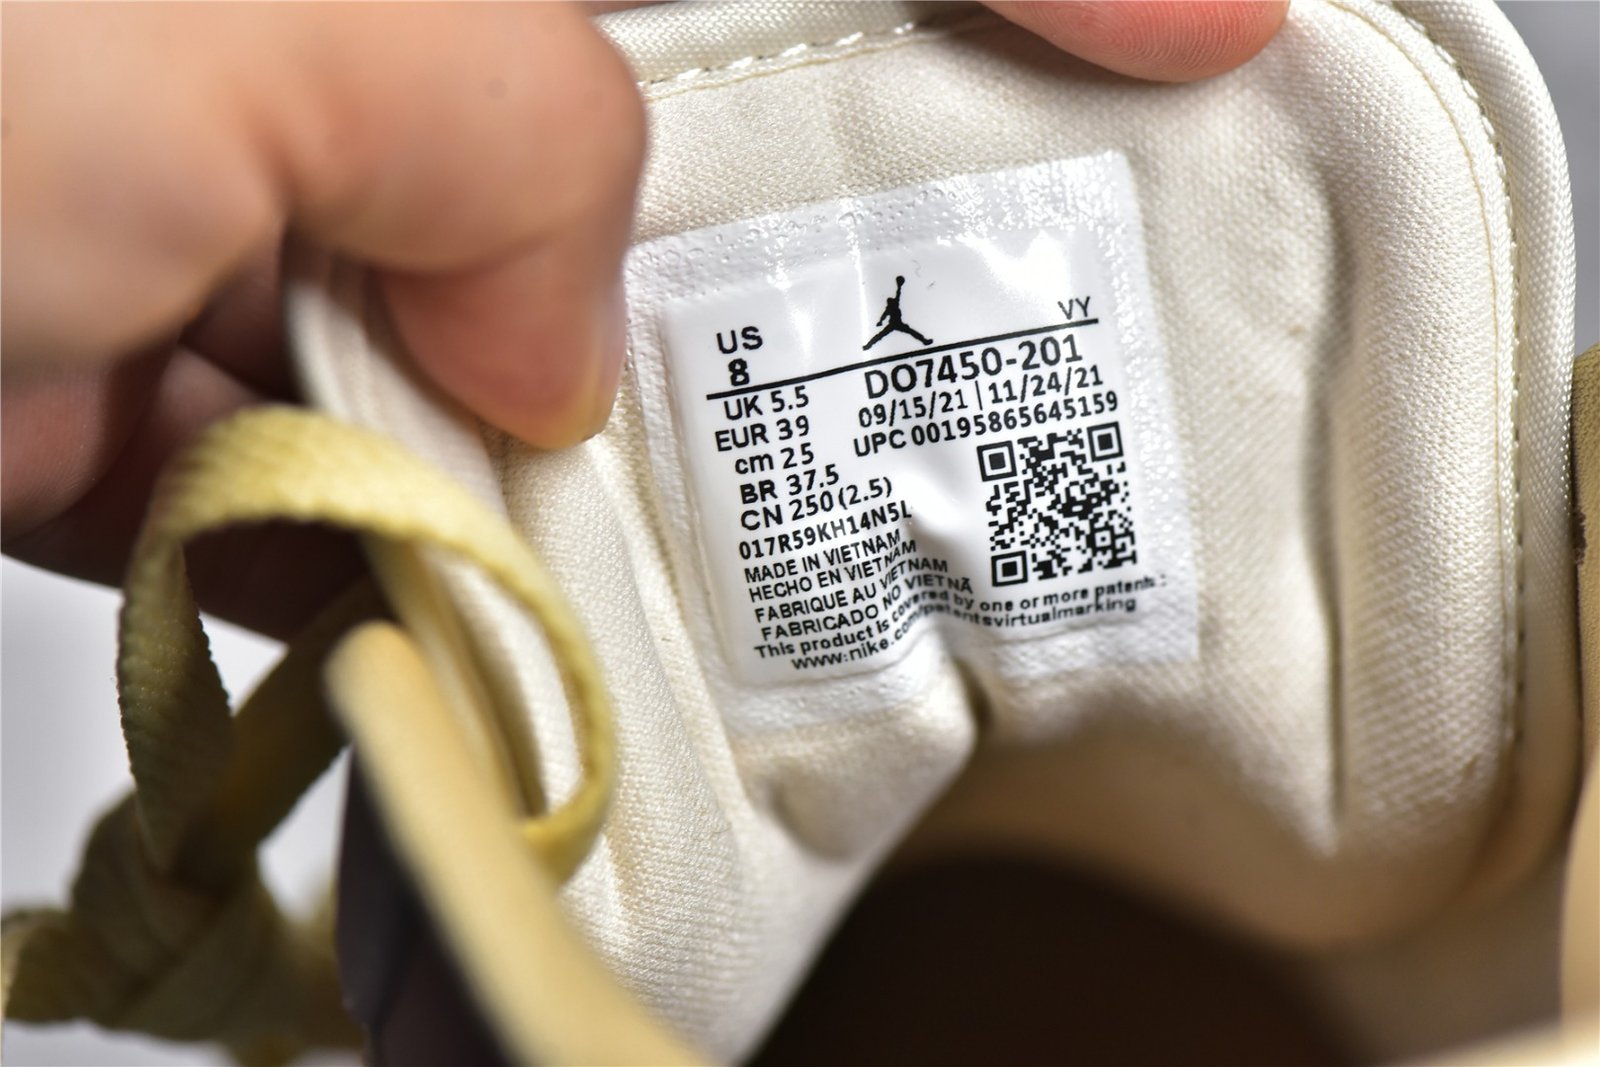 US
8
VY
UK 5.5
EUR 39
cm 25
BR 37.5
CN 250(2.5)
DO7450-201
09/15/21 | 11/24/21
UPC 00195865645159
017R59KH14N5L
MADE IN VIETNAM
HECHO EN VIETNAM
FABRIQUE AU VIETNAM
FABRICADO NO VIETNÃ
This product is covered by one or more patents :
www.nike.com/patentsvirtualmarking